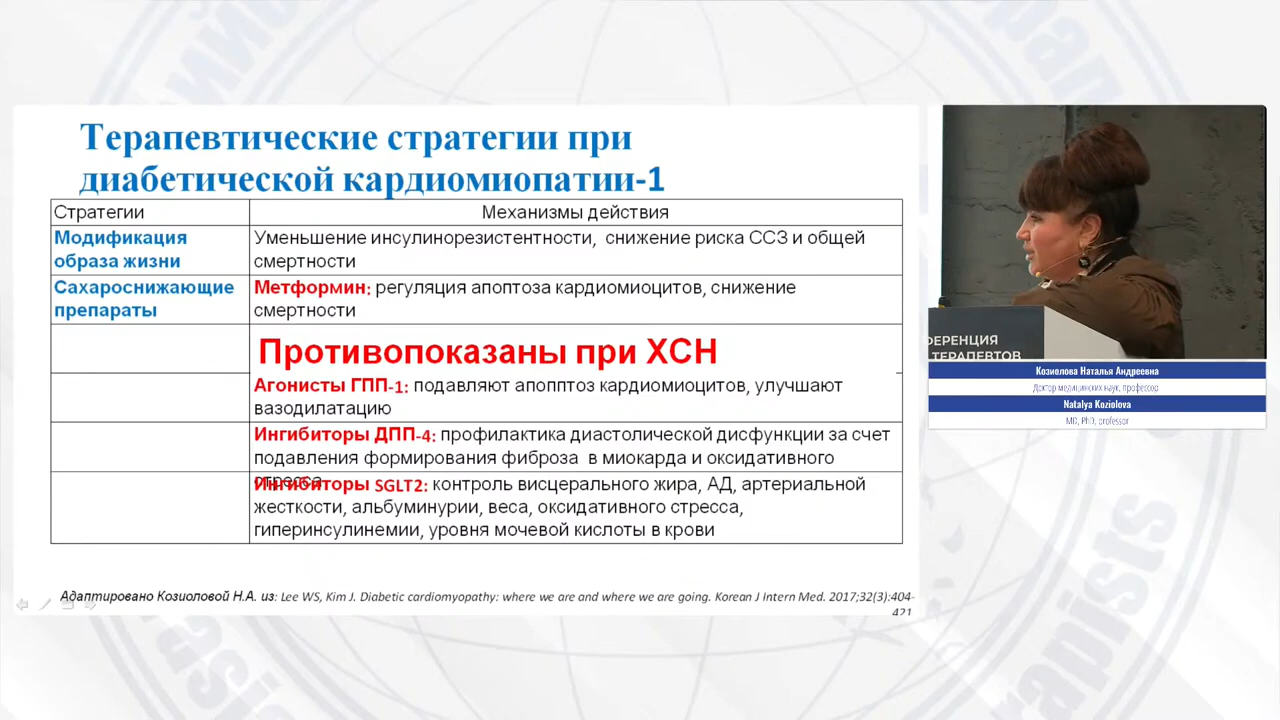 Терапевтические стратегии при
диабетической кардиомиопатии-1
Стратегии
Механизмы действия
Модификация
образа жизни
Уменьшение инсулинорезистентности, снижение риска ССЗ и общей
смертности
Сахароснижающие
препараты
Метформин: регуляция апоптоза кардиомиоцитов, снижение
смертности
Противопоказаны при ХСН
Агонисты ГПП-1: подавляют апопптоз кардиомиоцитов, улучшают
вазодилатацию
Ингибиторы ДПП-4: профилактика диастолической дисфункции за счет
подавления формирования фиброза в миокарда и оксидативного
стресса
Ингибиторы SGLT2: контроль висцерального жира, АД, артериальной
жесткости, альбуминурии, веса, оксидативного стресса,
гиперинсулинемии, уровня мочевой кислоты в крови
Адаптировано Козиоловой Н.А. из: Lee WS, Kim J. Diabetic cardiomyopathy: where we are and where we are going. Korean J Intern Med. 2017;32(3):404-
421
ФЕРЕНЦИЯ
ТЕРАПЕВТОВ
Козиолова Наталья Андреевна
Доктор медицинских наук, профессор
Natalya Koziolova
MD, PhD, professor
rapists